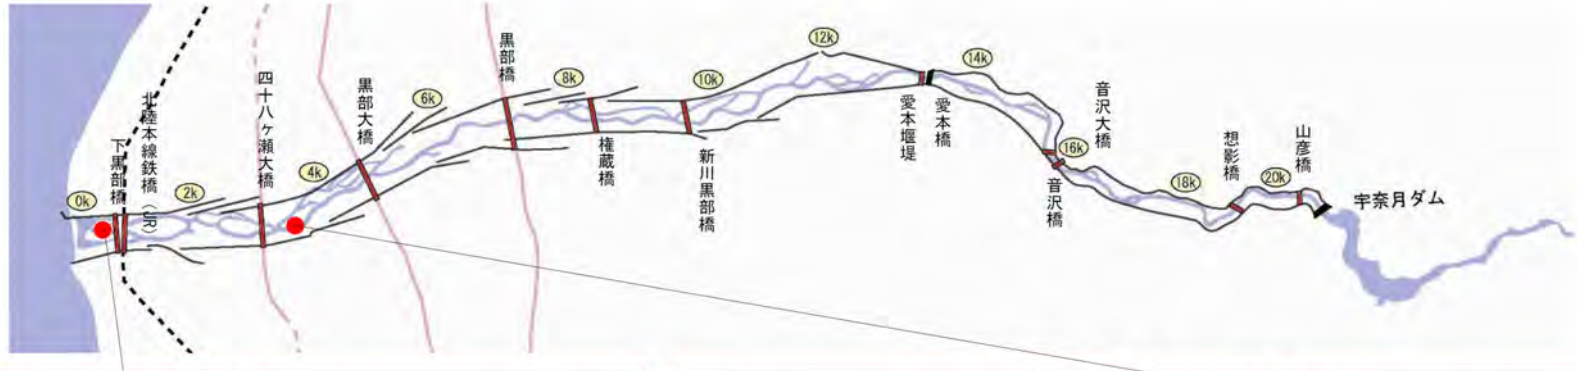 0k
下黒部橋
北陸本線鉄橋(JR)
2k
四十八ヶ瀬大橋
4k
黒部大橋
6k
黒部橋
8k
権蔵橋
10k
新川黒部橋
12k
愛本堰堤
愛本橋
14k
音沢大橋
16k
音沢橋
18k
想影橋
20k
山彦橋
宇奈月ダム